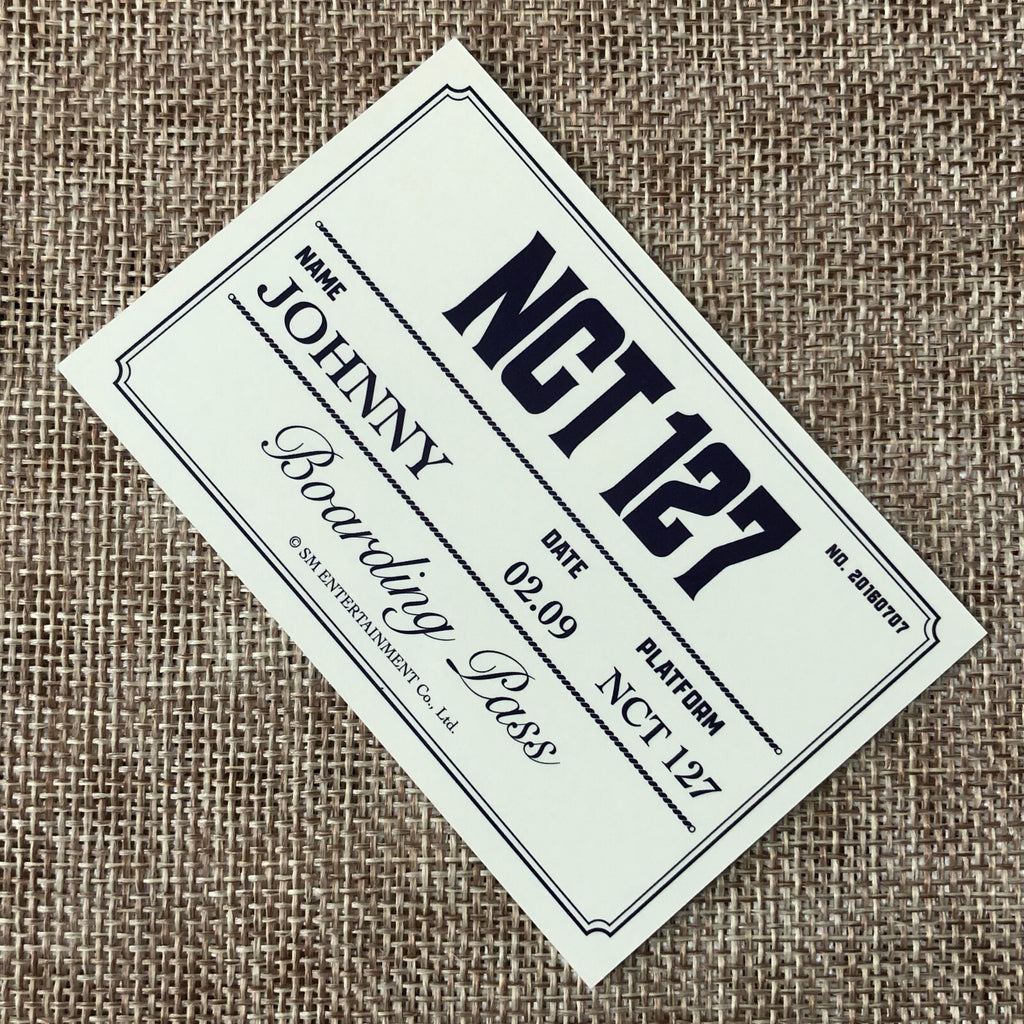 NO. 20160707
NCT 127
NAME DATE PLATFORM
JOHNNY 02.09 NCT 127
Boarding Pass
© SM ENTERTAINMENT Co., Ltd.